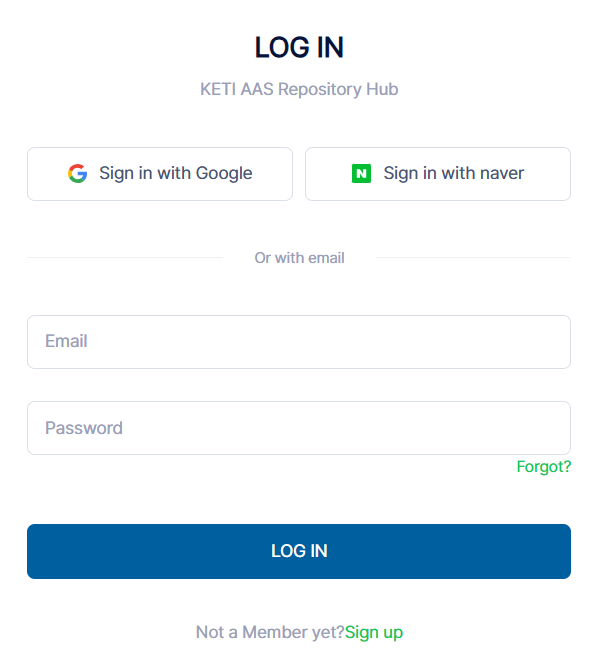 LOG IN
KETI AAS Repository Hub
Sign in with Google
Sign in with naver
Or with email
Email
Password
Forgot?
LOG IN
Not a Member yet?Sign up